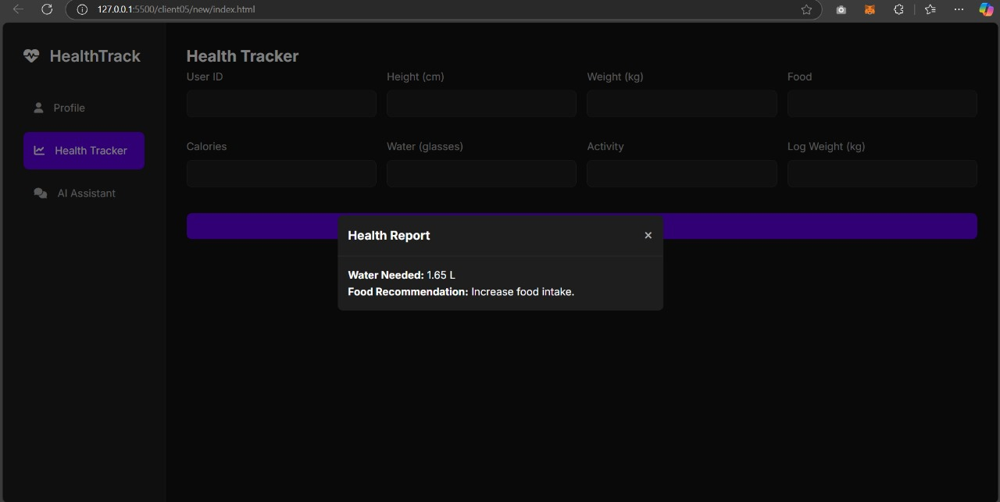 127.0.0.1:5500/client05/new/index.html
HealthTrack
Profile
Health Tracker
AI Assistant
Health Tracker
User ID
Height (cm)
Weight (kg)
Food
Calories
Water (glasses)
Activity
Log Weight (kg)
Health Report
×
Water Needed: 1.65 L
Food Recommendation: Increase food intake.